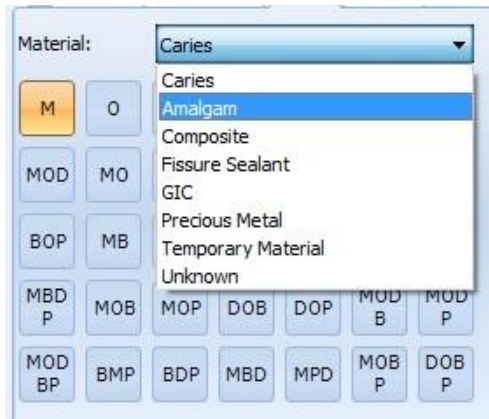 Material: Caries
Caries
Amalgam
Composite
Fissure Sealant
GIC
Precious Metal
Temporary Material
Unknown
M O
MOD MO
BOP MB
MBD
P MOB MOP DOB DOP MOD
B MOD
P
MOD
BP BMP BDP MBD MPD MOB
P DOB
P